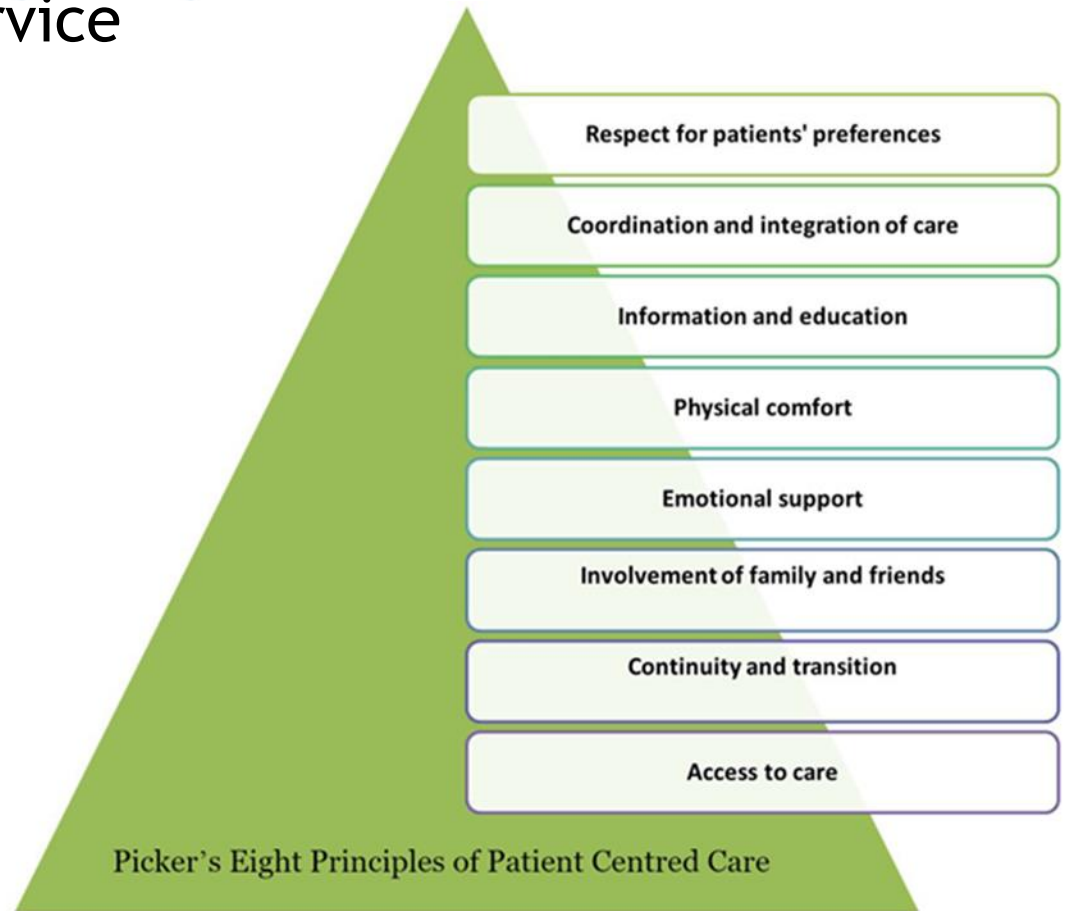 rvice
Respect for patients' preferences
Coordination and integration of care
Information and education
Physical comfort
Emotional support
Involvement of family and friends
Continuity and transition
Access to care
Picker’s Eight Principles of Patient Centred Care